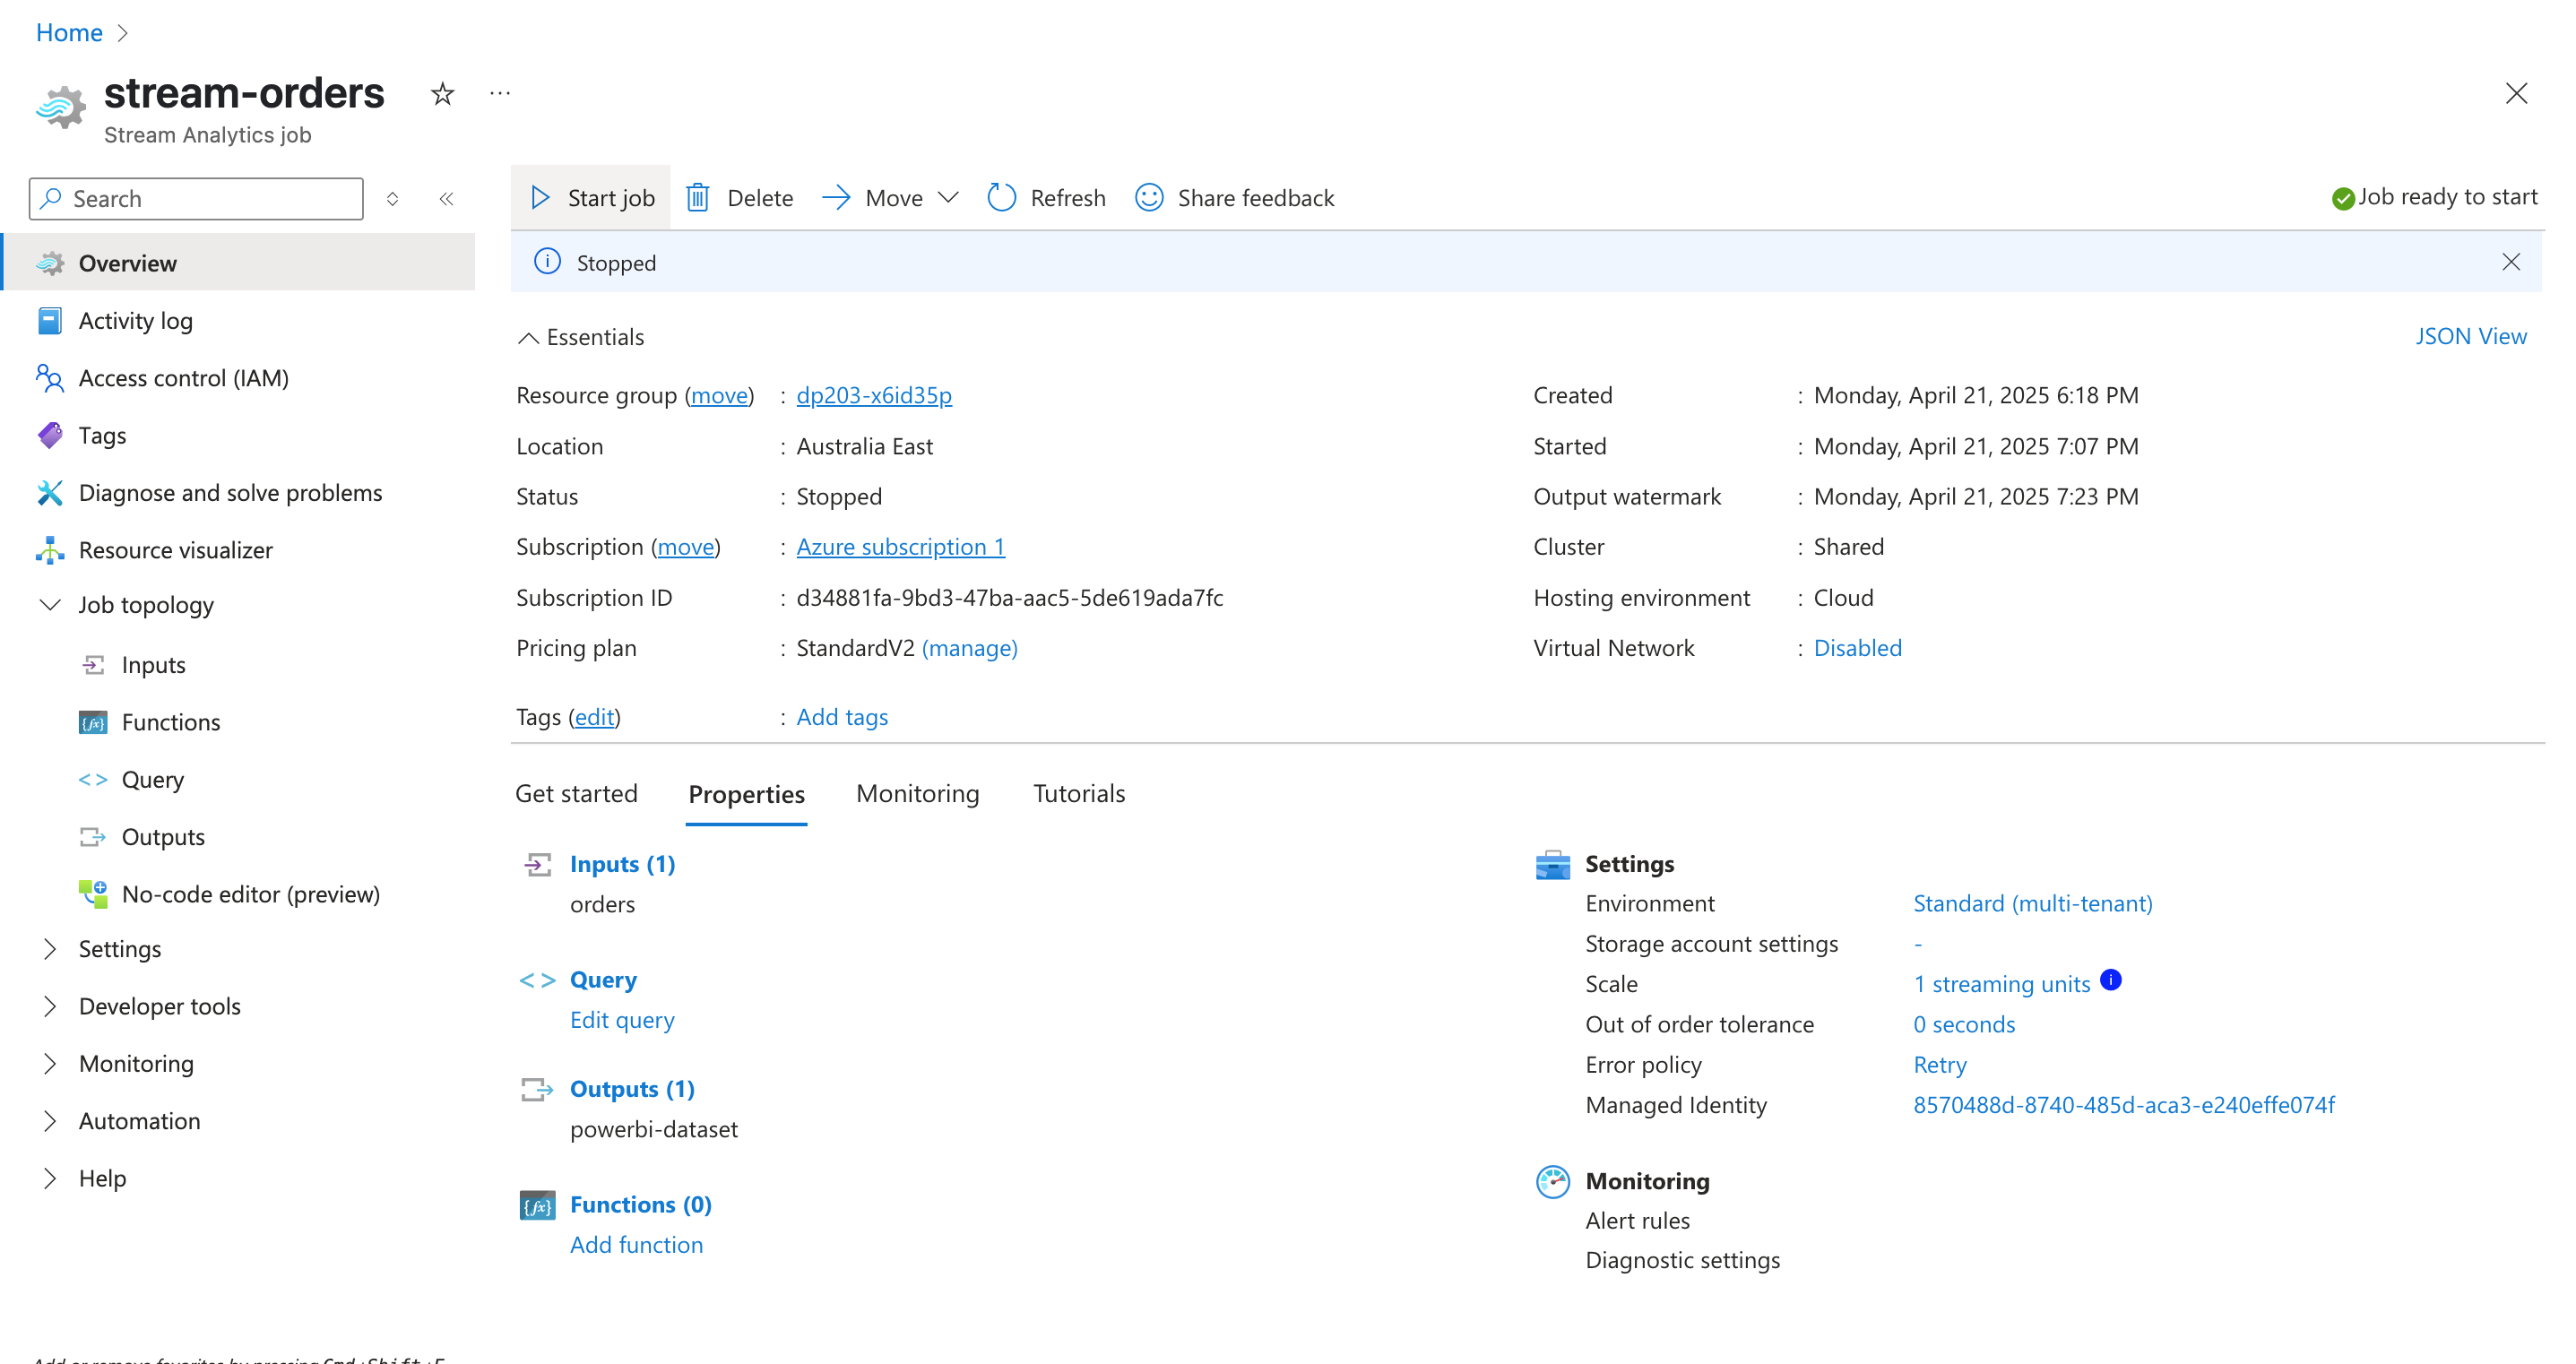 Home
stream-orders
Stream Analytics job
Search
Start job
Delete
Move
Refresh
Share feedback
Job ready to start
Overview
Activity log
Access control (IAM)
Tags
Diagnose and solve problems
Resource visualizer
Job topology
Inputs
Functions
Query
Outputs
No-code editor (preview)
Settings
Developer tools
Monitoring
Automation
Help
Stopped
Essentials
JSON View
Resource group (move) : dp203-x6id35p
Location : Australia East
Status : Stopped
Subscription (move) : Azure subscription 1
Subscription ID : d34881fa-9bd3-47ba-aac5-5de619ada7fc
Pricing plan : StandardV2 (manage)
Tags (edit) : Add tags
Created : Monday, April 21, 2025 6:18 PM
Started : Monday, April 21, 2025 7:07 PM
Output watermark : Monday, April 21, 2025 7:23 PM
Cluster : Shared
Hosting environment : Cloud
Virtual Network : Disabled
Get started
Properties
Monitoring
Tutorials
Inputs (1)
orders
Query
Edit query
Outputs (1)
powerbi-dataset
Functions (0)
Add function
Settings
Environment Standard (multi-tenant)
Storage account settings -
Scale 1 streaming units
Out of order tolerance 0 seconds
Error policy Retry
Managed Identity 8570488d-8740-485d-aca3-e240effe074f
Monitoring
Alert rules
Diagnostic settings
Add or remove favorites by pressing Cmd+Shift+F